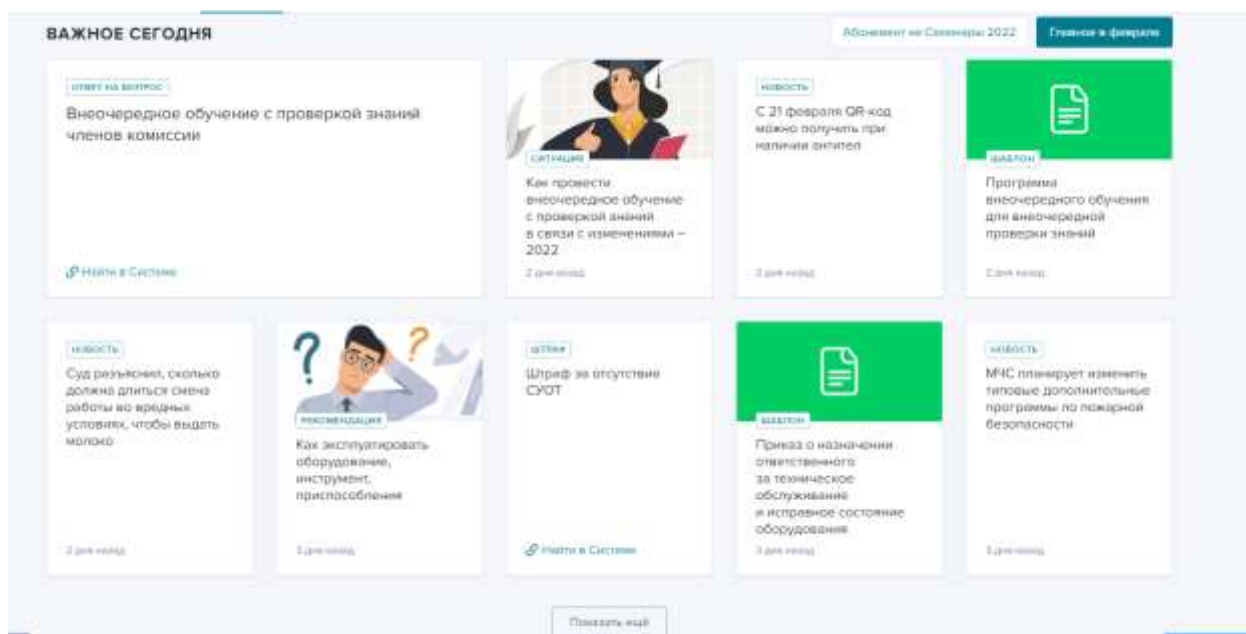 ВАЖНОЕ СЕГОДНЯ
Абонемент на Семинары 2022
Главное в феврале
ОТВЕТ НА ВОПРОС
Внеочередное обучение с проверкой знаний
членов комиссии
Найти в Системе
СИТУАЦИЯ
Как провести
внеочередное обучение
с проверкой знаний
в связи с изменениями –
2022
2 дня назад
НОВОСТЬ
С 21 февраля QR-код
можно получить при
наличии антител
2 дня назад
ШАБЛОН
Программа
внеочередного обучения
для внеочередной
проверки знаний
2 дня назад
НОВОСТЬ
Суд разъяснил, сколько
должна длиться смена
работы во вредных
условиях, чтобы выдать
молоко
2 дня назад
РЕКОМЕНДАЦИЯ
Как эксплуатировать
оборудование,
инструмент,
приспособления
3 дня назад
ШТРАФ
Штраф за отсутствие
СУОТ
Найти в Системе
ШАБЛОН
Приказ о назначении
ответственного
за техническое
обслуживание
и исправное состояние
оборудования
3 дня назад
НОВОСТЬ
МЧС планирует изменить
типовые дополнительные
программы по пожарной
безопасности
3 дня назад
Показать ещё